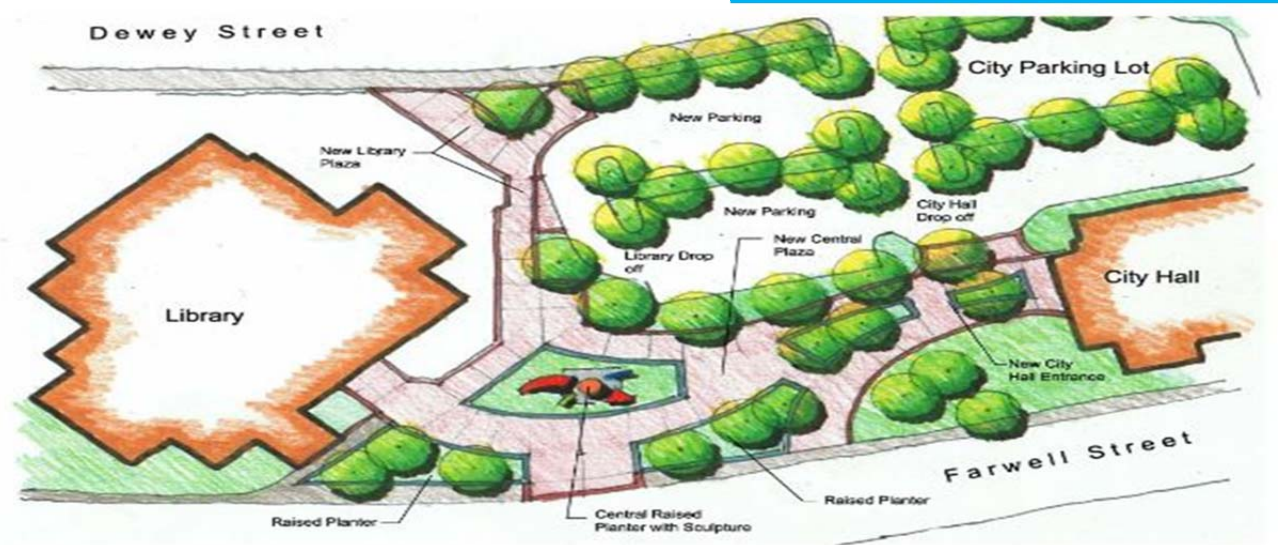 Dewey Street
City Parking Lot
New Parking
New Library
Plaza
New Parking
City Hall
Drop off
New Central
Plaza
Library Drop
off
City Hall
Library
New City
Hall Entrance
Farwell Street
Raised Planter
Raised Planter
Central Raised
Planter with Sculpture